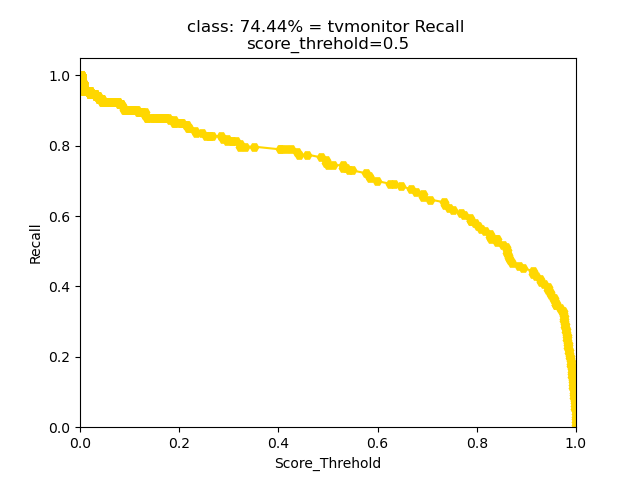 class: 74.44% = tvmonitor Recall
score_threhold=0.5
1.0
0.8
0.6
0.4
0.2
0.0
Recall
0.0 0.2 0.4 0.6 0.8 1.0
Score_Threhold